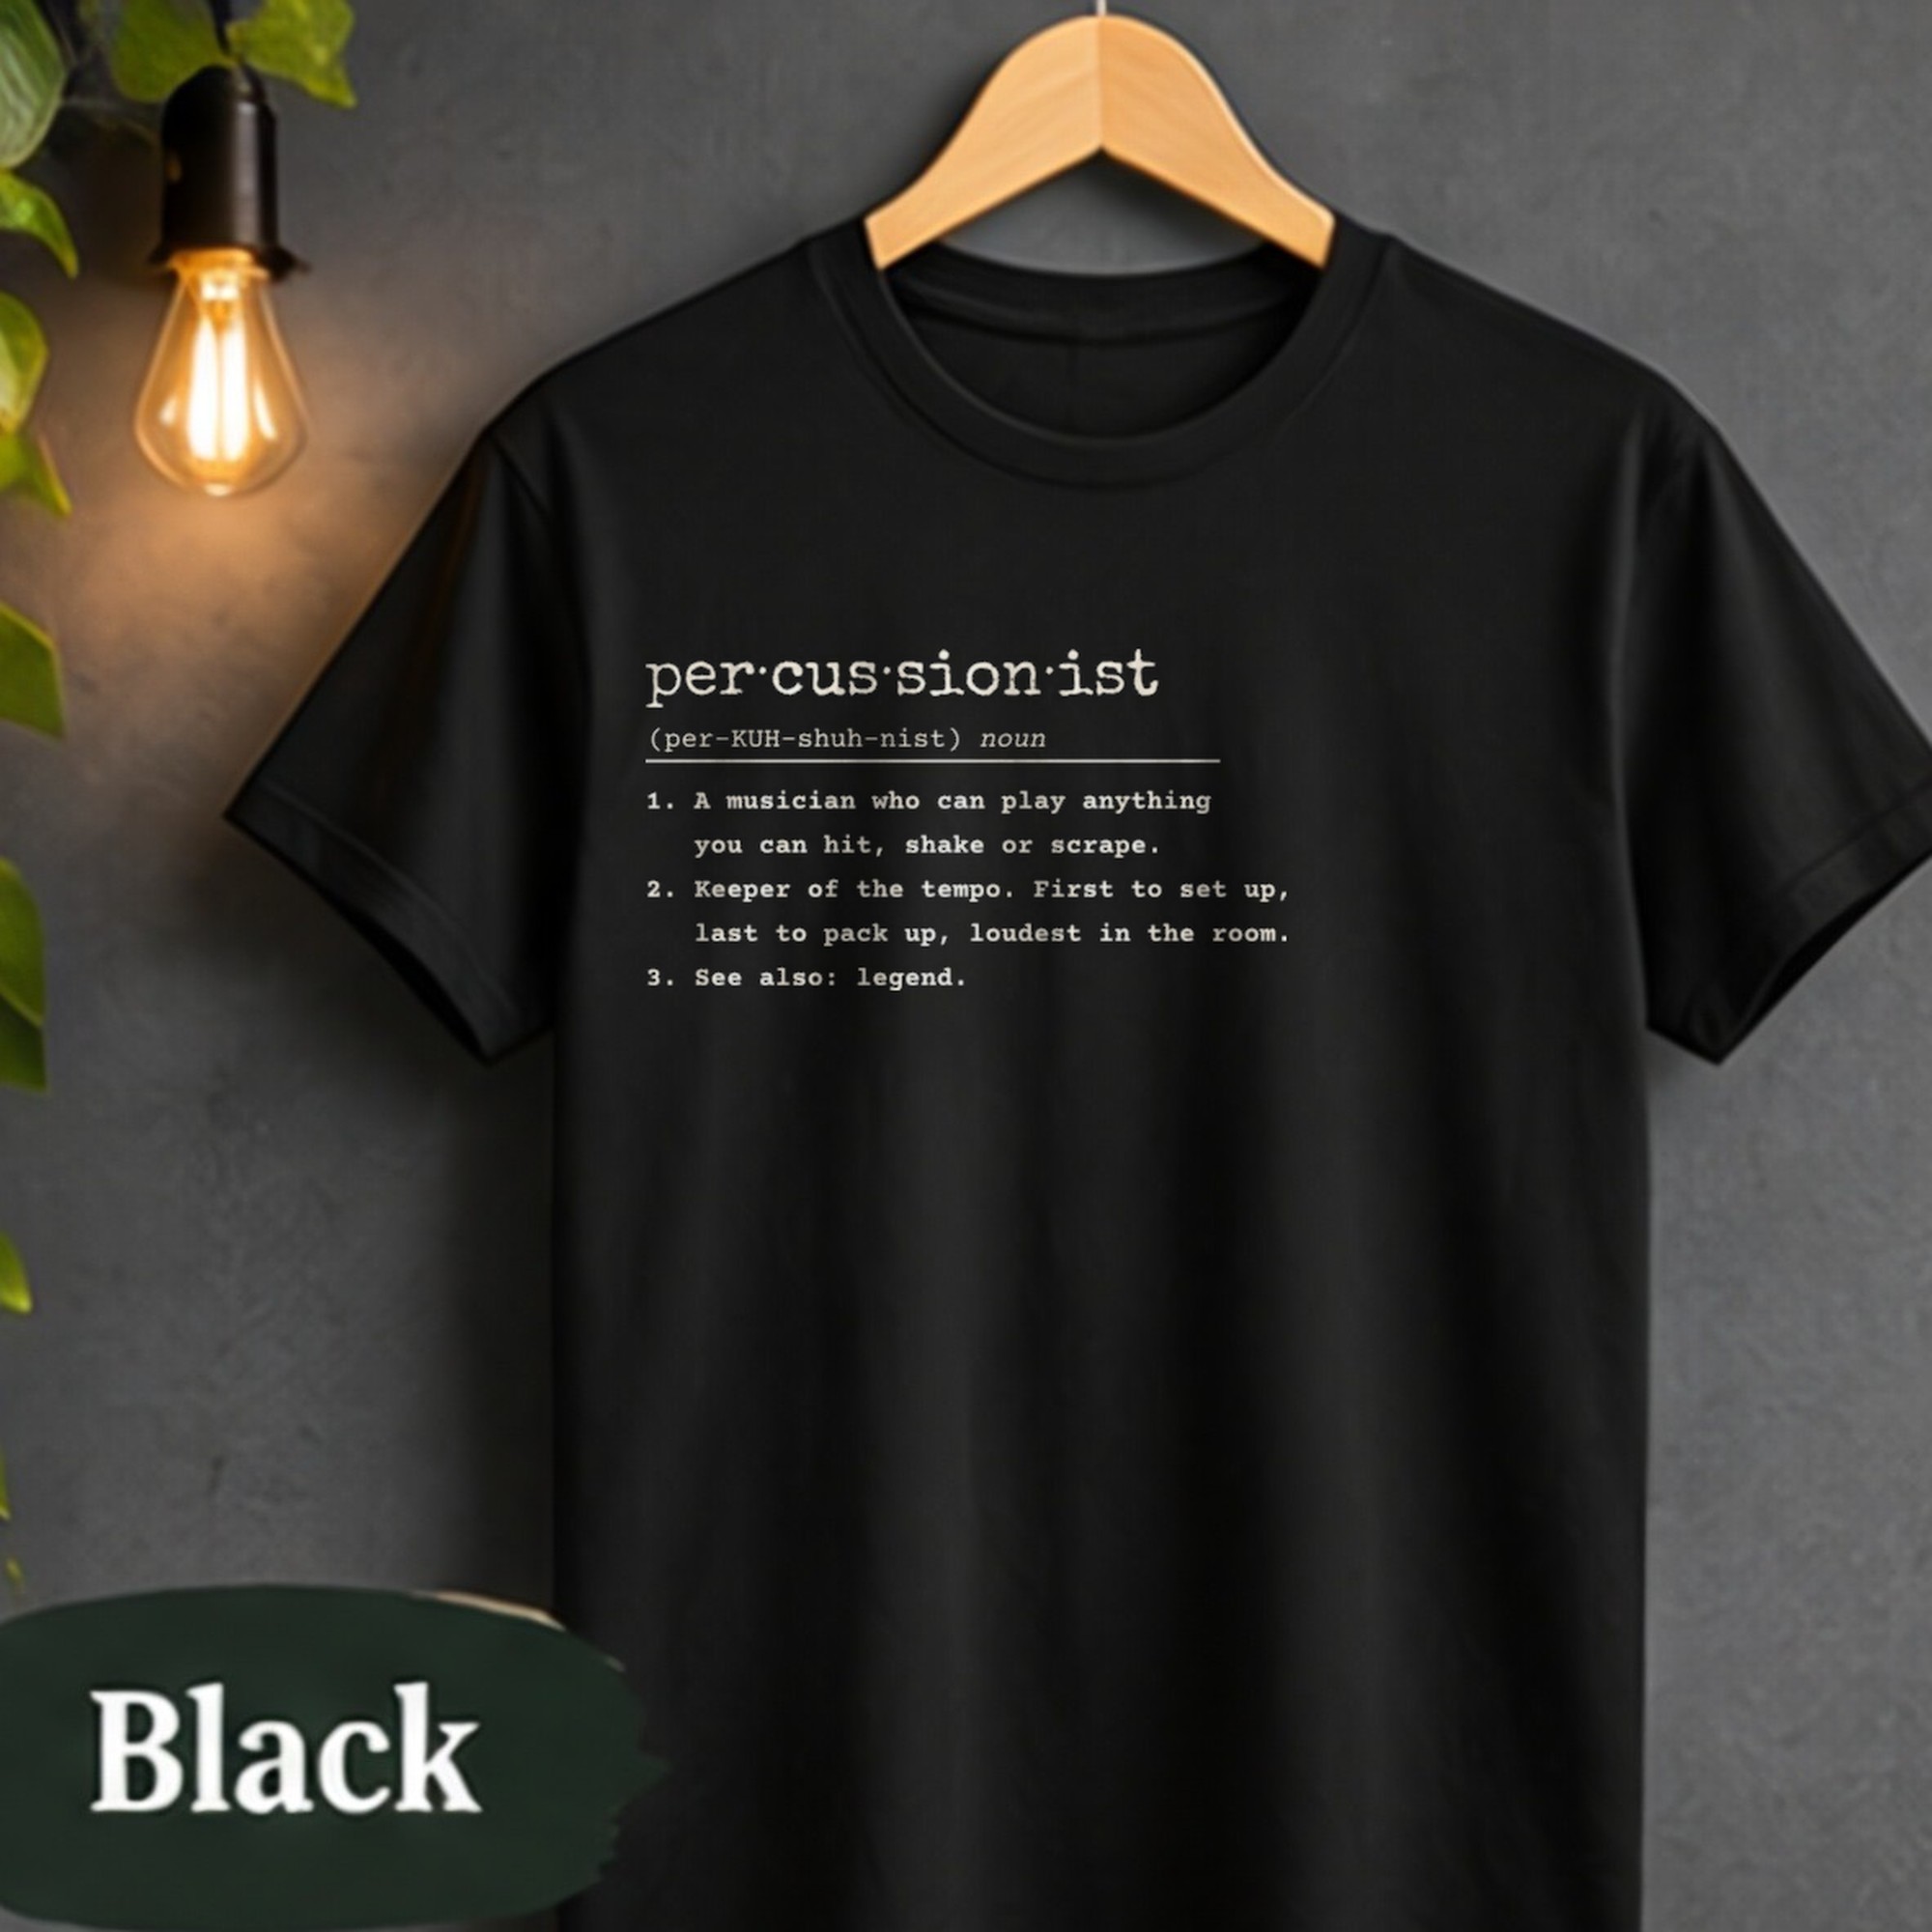 per·cus·sion·ist
(per-KUH-shuh-nist) noun
1. A musician who can play anything
you can hit, shake or scrape.
2. Keeper of the tempo. First to set up,
last to pack up, loudest in the room.
3. See also: legend.
Black